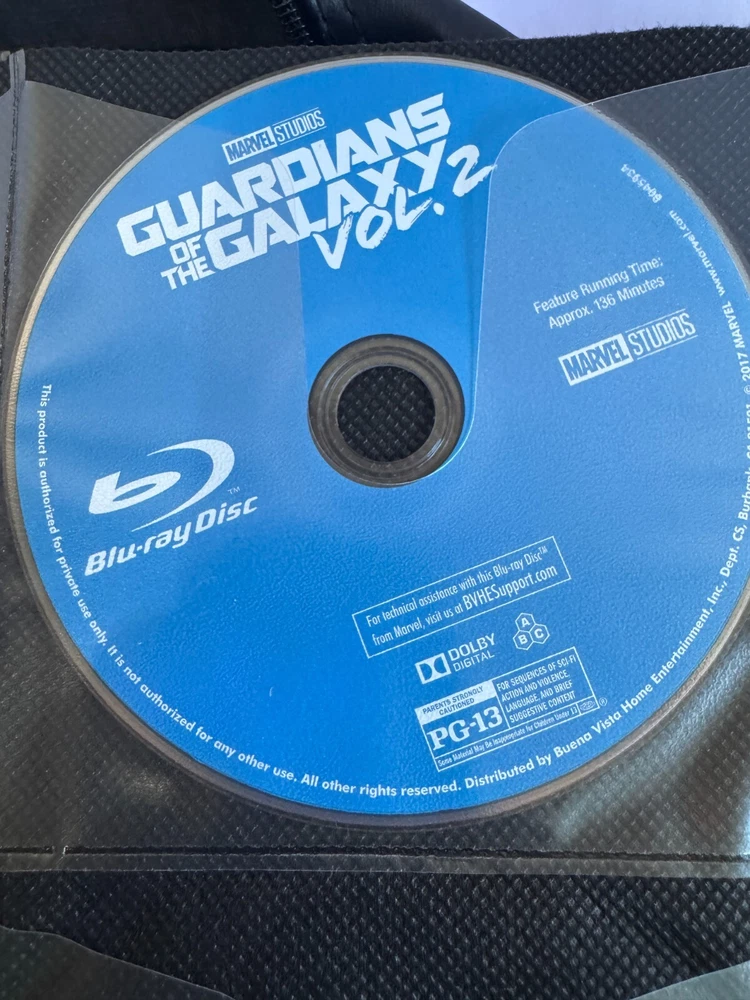 MARVEL STUDIOS
GUARDIANS
OF THE GALAXY
VOL. 2
Feature Running Time:
Approx. 136 Minutes
MARVEL STUDIOS
Blu-ray Disc™
For technical assistance with this Blu-ray Disc™
from Marvel, visit us at BVHESupport.com
DOLBY
DIGITAL
A
B C
PARENTS STRONGLY
CAUTIONED
PG-13
FOR SEQUENCES OF SCI-FI
ACTION AND VIOLENCE,
LANGUAGE, AND BRIEF
SUGGESTIVE CONTENT
Some Material May Be Inappropriate for Children Under 13
This product is authorized for private use only. It is not authorized for any other use. All other rights reserved. Distributed by Buena Vista Home Entertainment, Inc., Dept. CS, Burbank, © 2017 MARVEL www.marvel.com